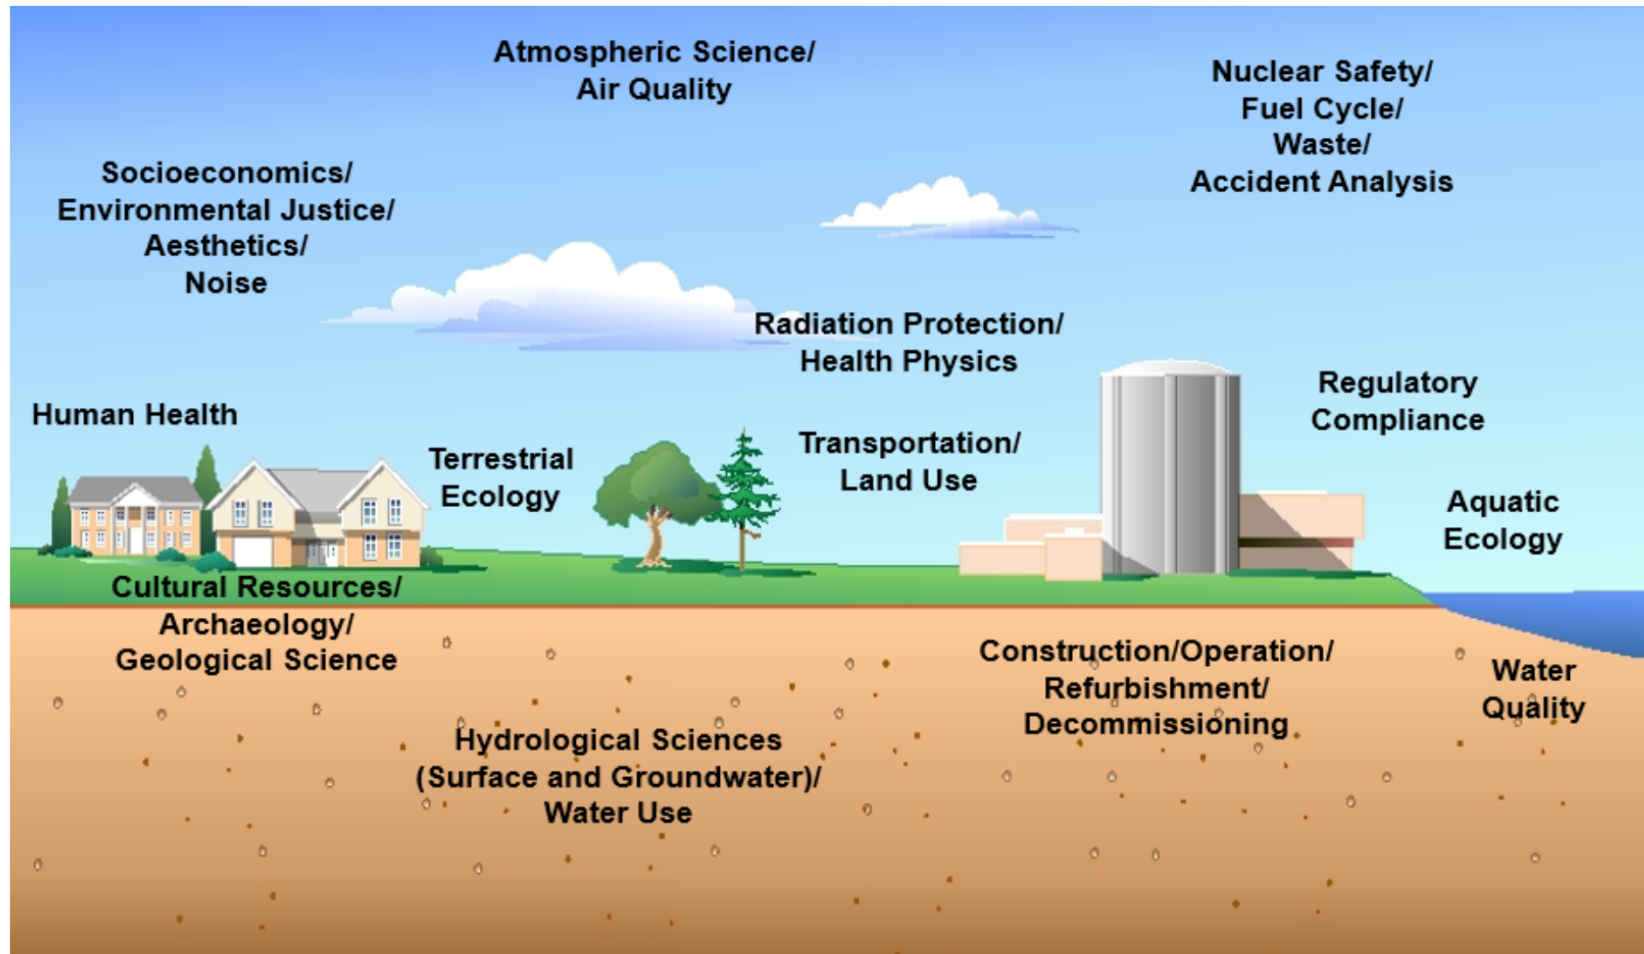 Atmospheric Science/
Air Quality
Nuclear Safety/
Fuel Cycle/
Waste/
Accident Analysis
Socioeconomics/
Environmental Justice/
Aesthetics/
Noise
Radiation Protection/
Health Physics
Regulatory
Compliance
Human Health
Terrestrial
Ecology
Transportation/
Land Use
Aquatic
Ecology
Cultural Resources/
Archaeology/
Geological Science
Construction/Operation/
Refurbishment/
Decommissioning
Water
Quality
Hydrological Sciences
(Surface and Groundwater)/
Water Use